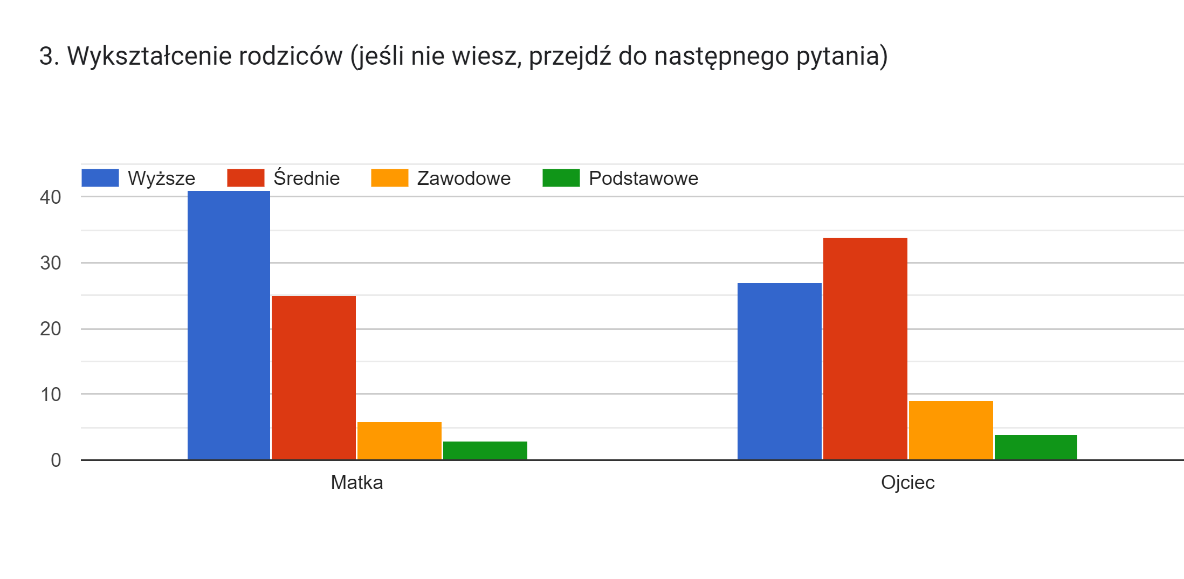 3. Wykształcenie rodziców (jeśli nie wiesz, przejdź do następnego pytania)
Wyższe Średnie Zawodowe Podstawowe
40
30
20
10
0
Matka Ojciec